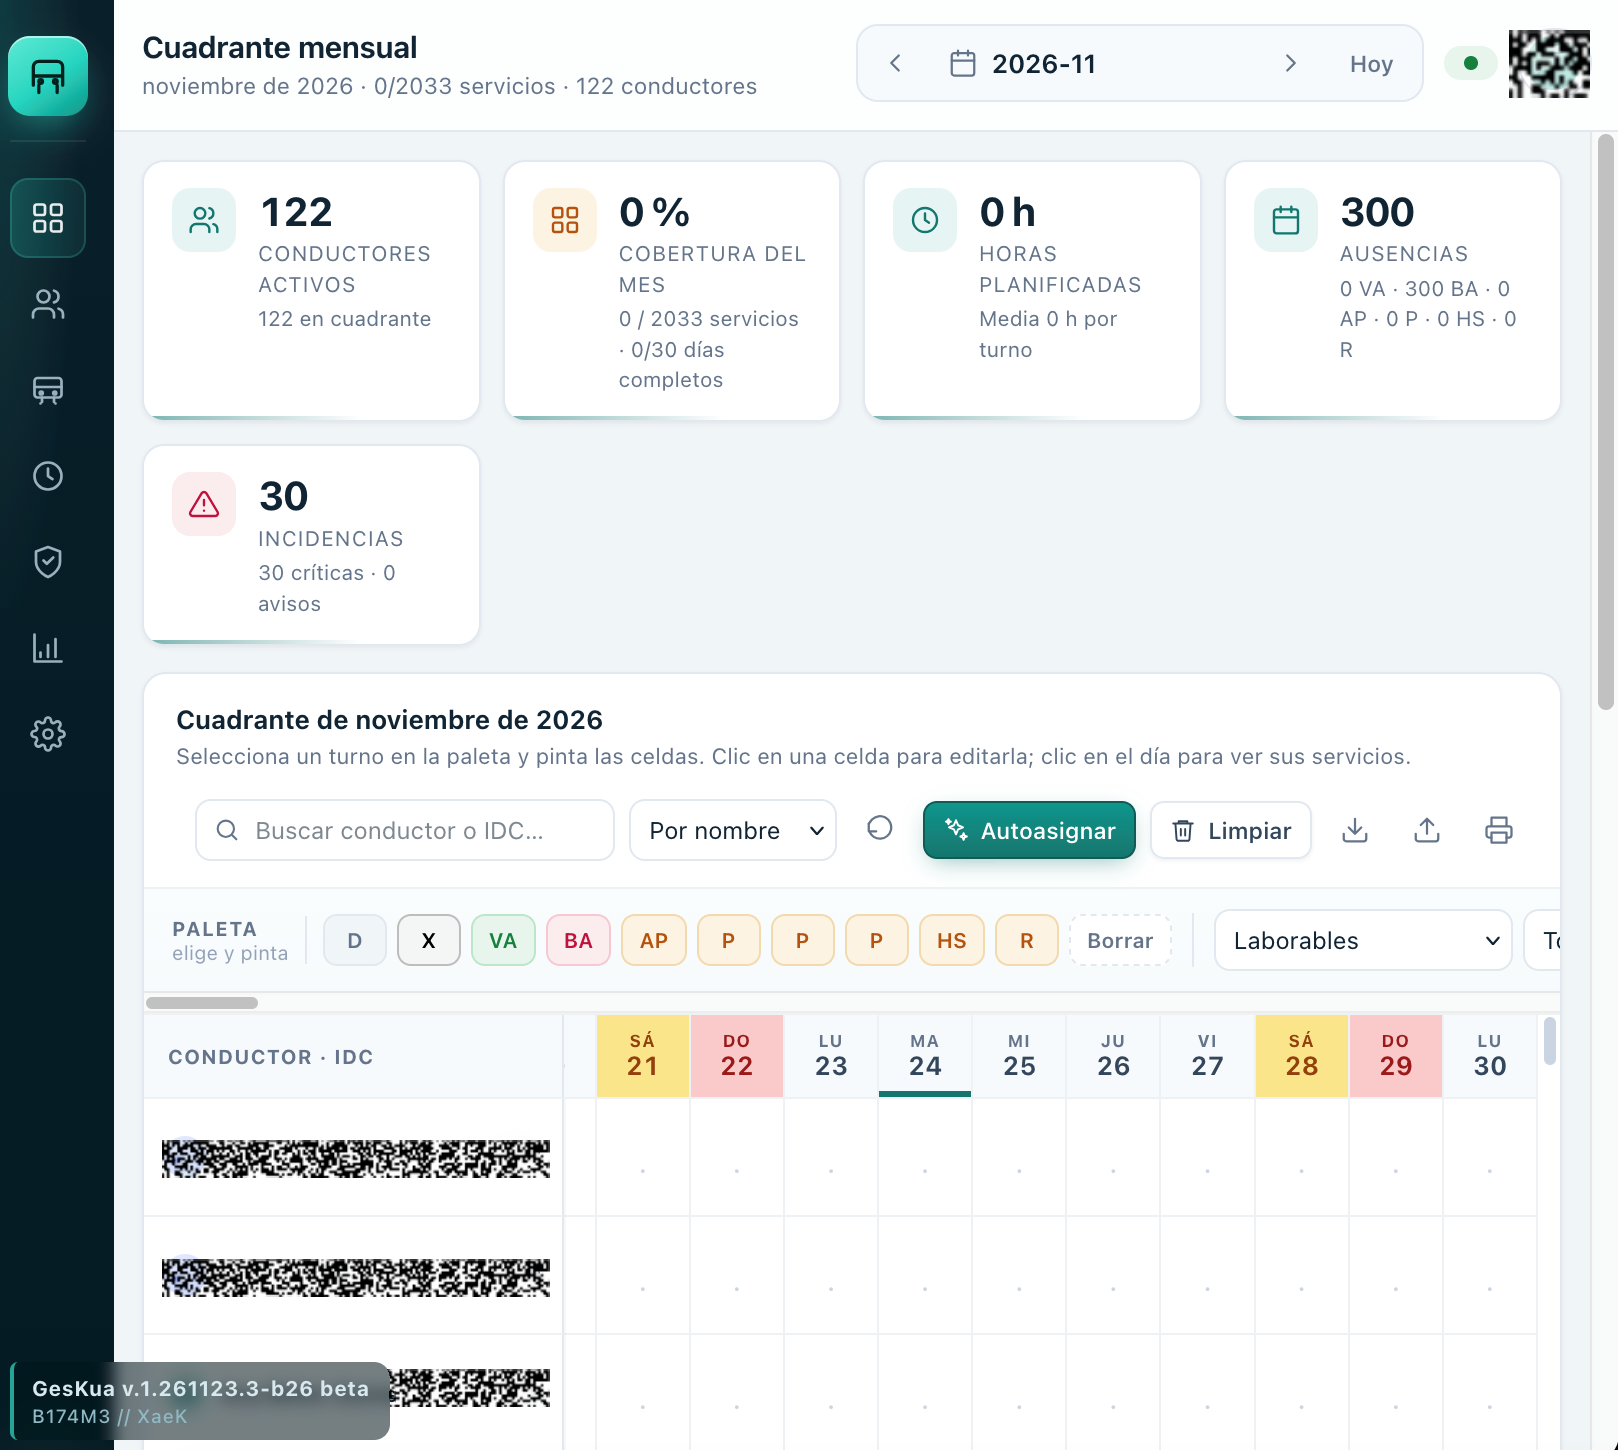 Cuadrante mensual
noviembre de 2026 · 0/2033 servicios · 122 conductores
2026-11
Hoy
122
CONDUCTORES
ACTIVOS
122 en cuadrante
0 %
COBERTURA DEL
MES
0 / 2033 servicios
· 0/30 días
completos
0 h
HORAS
PLANIFICADAS
Media 0 h por
turno
300
AUSENCIAS
0 VA · 300 BA · 0
AP · 0 P · 0 HS · 0
R
30
INCIDENCIAS
30 críticas · 0
avisos
Cuadrante de noviembre de 2026
Selecciona un turno en la paleta y pinta las celdas. Clic en una celda para editarla; clic en el día para ver sus servicios.
Buscar conductor o IDC...
Por nombre
Autoasignar
Limpiar
PALETA
elige y pinta
D X VA BA AP P P P HS R Borrar
Laborables
CONDUCTOR · IDC
SÁ DO LU MA MI JU VI SÁ DO LU
21 22 23 24 25 26 27 28 29 30
GesKua v.1.261123.3-b26 beta
B174M3 // XaeK